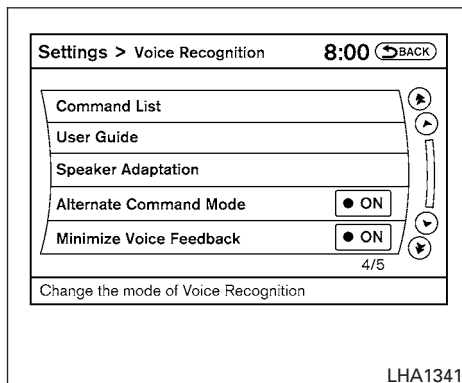 Settings > Voice Recognition 8:00 BACK
Command List
User Guide
Speaker Adaptation
Alternate Command Mode ON
Minimize Voice Feedback ON
4/5
Change the mode of Voice Recognition
LHA1341